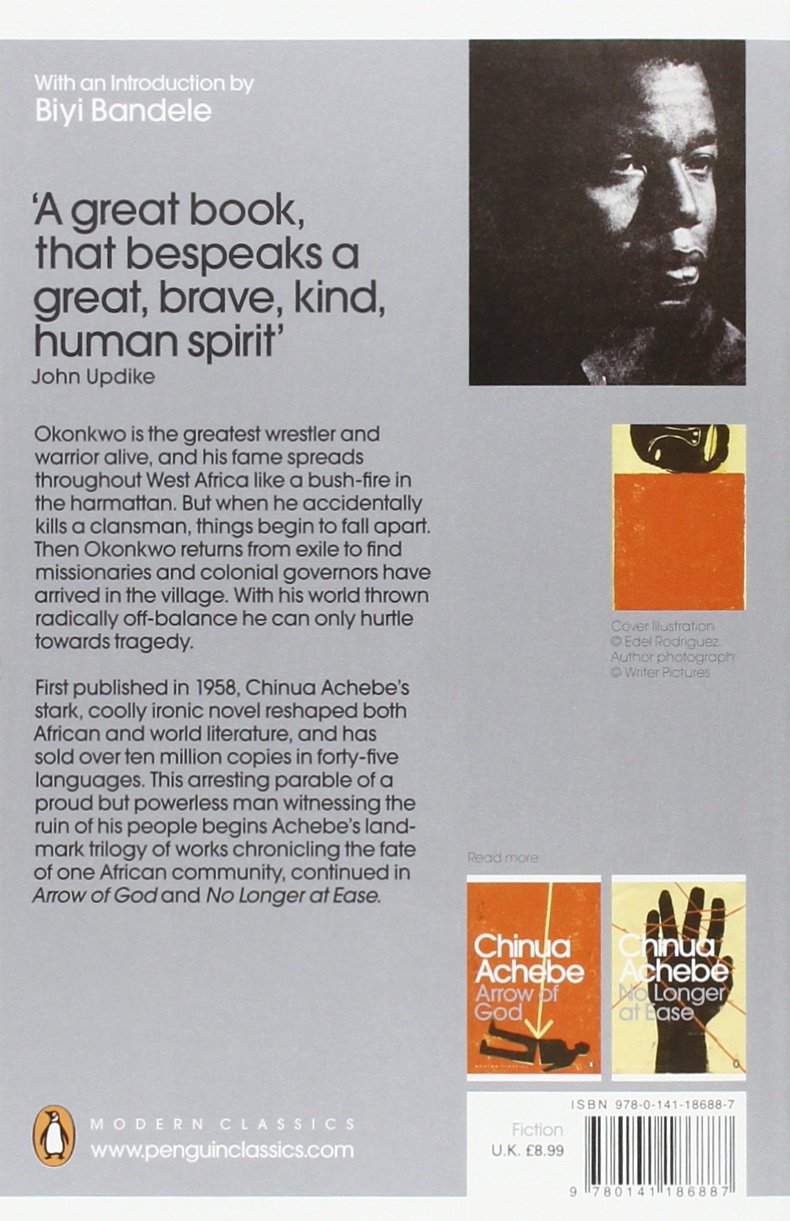 With an Introduction by
Biyi Bandele
‘A great book,
that bespeaks a
great, brave, kind,
human spirit’
John Updike
Okonkwo is the greatest wrestler and
warrior alive, and his fame spreads
throughout West Africa like a bush-fire in
the harmattan. But when he accidentally
kills a clansman, things begin to fall apart.
Then Okonkwo returns from exile to find
missionaries and colonial governors have
arrived in the village. With his world thrown
radically off-balance he can only hurtle
towards tragedy.
First published in 1958, Chinua Achebe’s
stark, coolly ironic novel reshaped both
African and world literature, and has
sold over ten million copies in forty-five
languages. This arresting parable of a
proud but powerless man witnessing the
ruin of his people begins Achebe’s land-
mark trilogy of works chronicling the fate
of one African community, continued in
Arrow of God and No Longer at Ease.
Cover Illustration
© Edel Rodriguez.
Author photograph
© Writer Pictures
Read more
Chinua
Achebe
Arrow of
God
MODERN CLASSICS
Chinua
Achebe
No Longer
at Ease
MODERN CLASSICS
www.penguinclassics.com
Fiction
U.K. £8.99
ISBN 978-0-141-18688-7
9 780141 186887